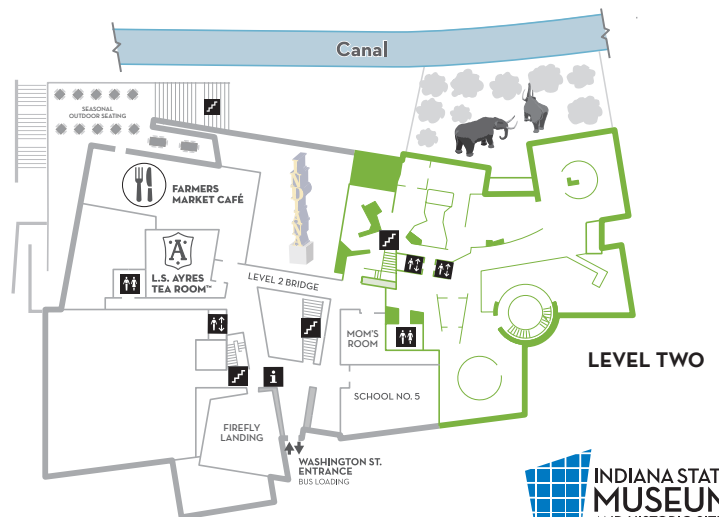 Canal
SEASONAL
OUTDOOR SEATING
FARMERS
MARKET CAFÉ
INDIANA
A
L.S. AYRES
TEA ROOM™
LEVEL 2 BRIDGE
MOM'S
ROOM
LEVEL TWO
i
SCHOOL NO. 5
FIREFLY
LANDING
WASHINGTON ST.
ENTRANCE
BUS LOADING
INDIANA STAT
MUSEUM